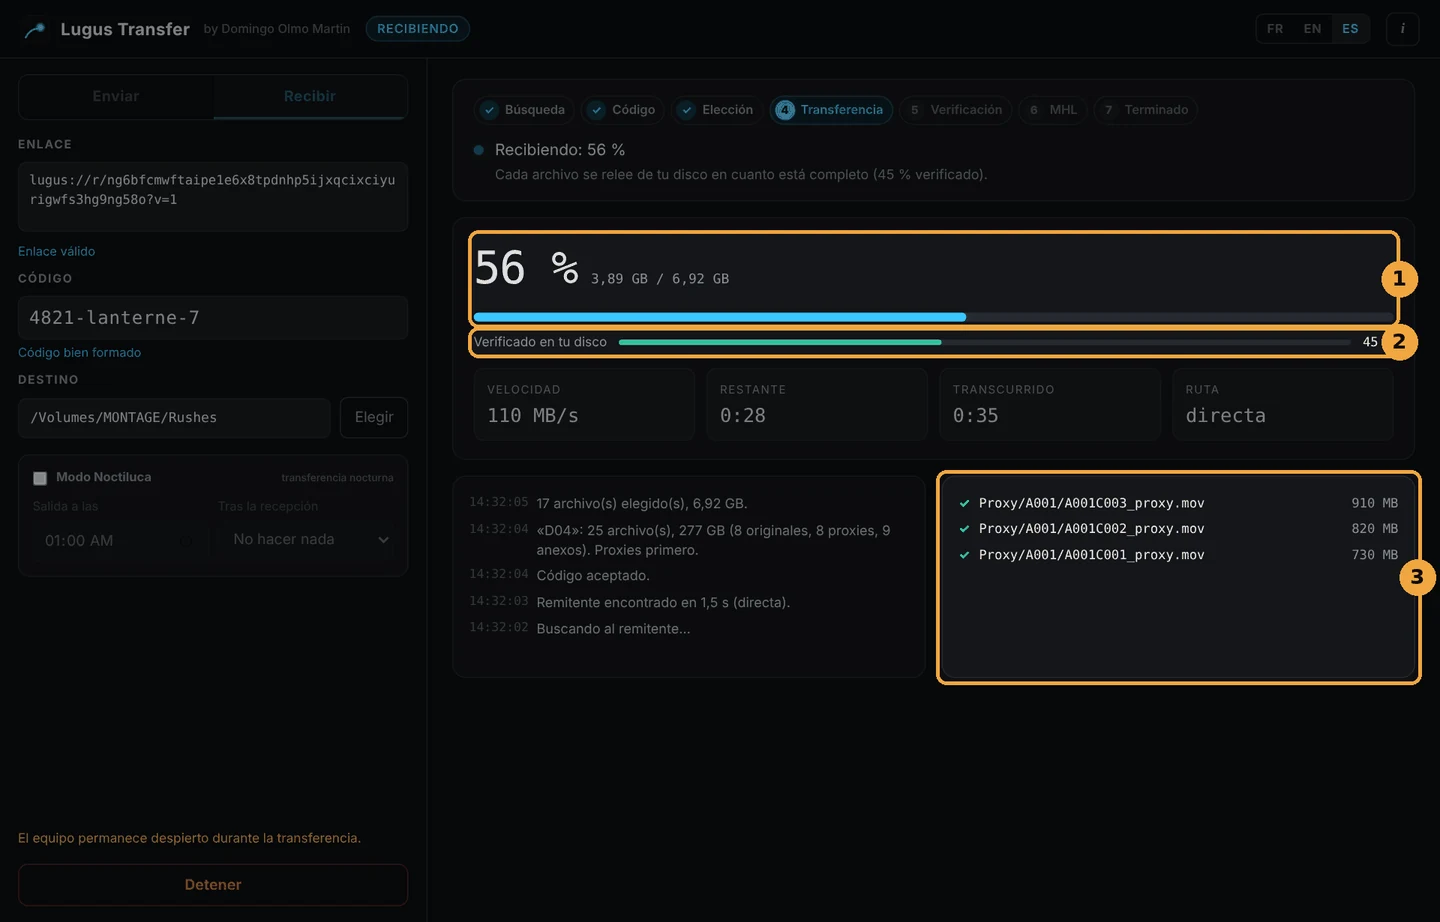 Lugus Transfer by Domingo Olmo Martin RECIBIENDO
FR EN ES i
Enviar Recibir
ENLACE
lugus://r/ng6bfcmwftaipe1e6x8tpdnhp5ijxqcixciyu
rigwfs3hg9ng58o?v=1
Enlace válido
CÓDIGO
4821-lanterne-7
Código bien formado
DESTINO
/Volumes/MONTAGE/Rushes Elegir
Modo Noctiluca transferencia nocturna
Salida a las Tras la recepción
01:00 AM No hacer nada
El equipo permanece despierto durante la transferencia.
Detener
Búsqueda Código Elección 4 Transferencia 5 Verificación 6 MHL 7 Terminado
Recibiendo: 56 %
Cada archivo se relee de tu disco en cuanto está completo (45 % verificado).
56 % 3,89 GB / 6,92 GB
1
Verificado en tu disco 45
2
VELOCIDAD RESTANTE TRANSCURRIDO RUTA
110 MB/s 0:28 0:35 directa
14:32:05 17 archivo(s) elegido(s), 6,92 GB.
14:32:04 «D04»: 25 archivo(s), 277 GB (8 originales, 8 proxies, 9
anexos). Proxies primero.
14:32:04 Código aceptado.
14:32:03 Remitente encontrado en 1,5 s (directa).
14:32:02 Buscando al remitente...
Proxy/A001/A001C003_proxy.mov 910 MB
Proxy/A001/A001C002_proxy.mov 820 MB
Proxy/A001/A001C001_proxy.mov 730 MB
3